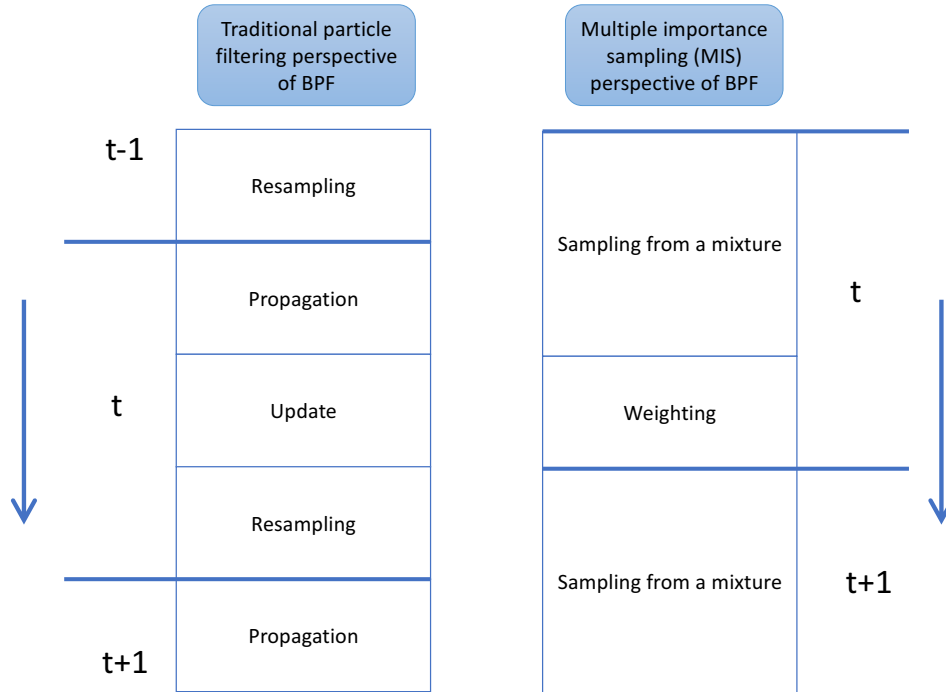 Traditional particle
filtering perspective
of BPF
Multiple importance
sampling (MIS)
perspective of BPF
t-1
Resampling
Propagation
t
Update
Resampling
t+1
Propagation
Sampling from a mixture
t
Weighting
Sampling from a mixture
t+1